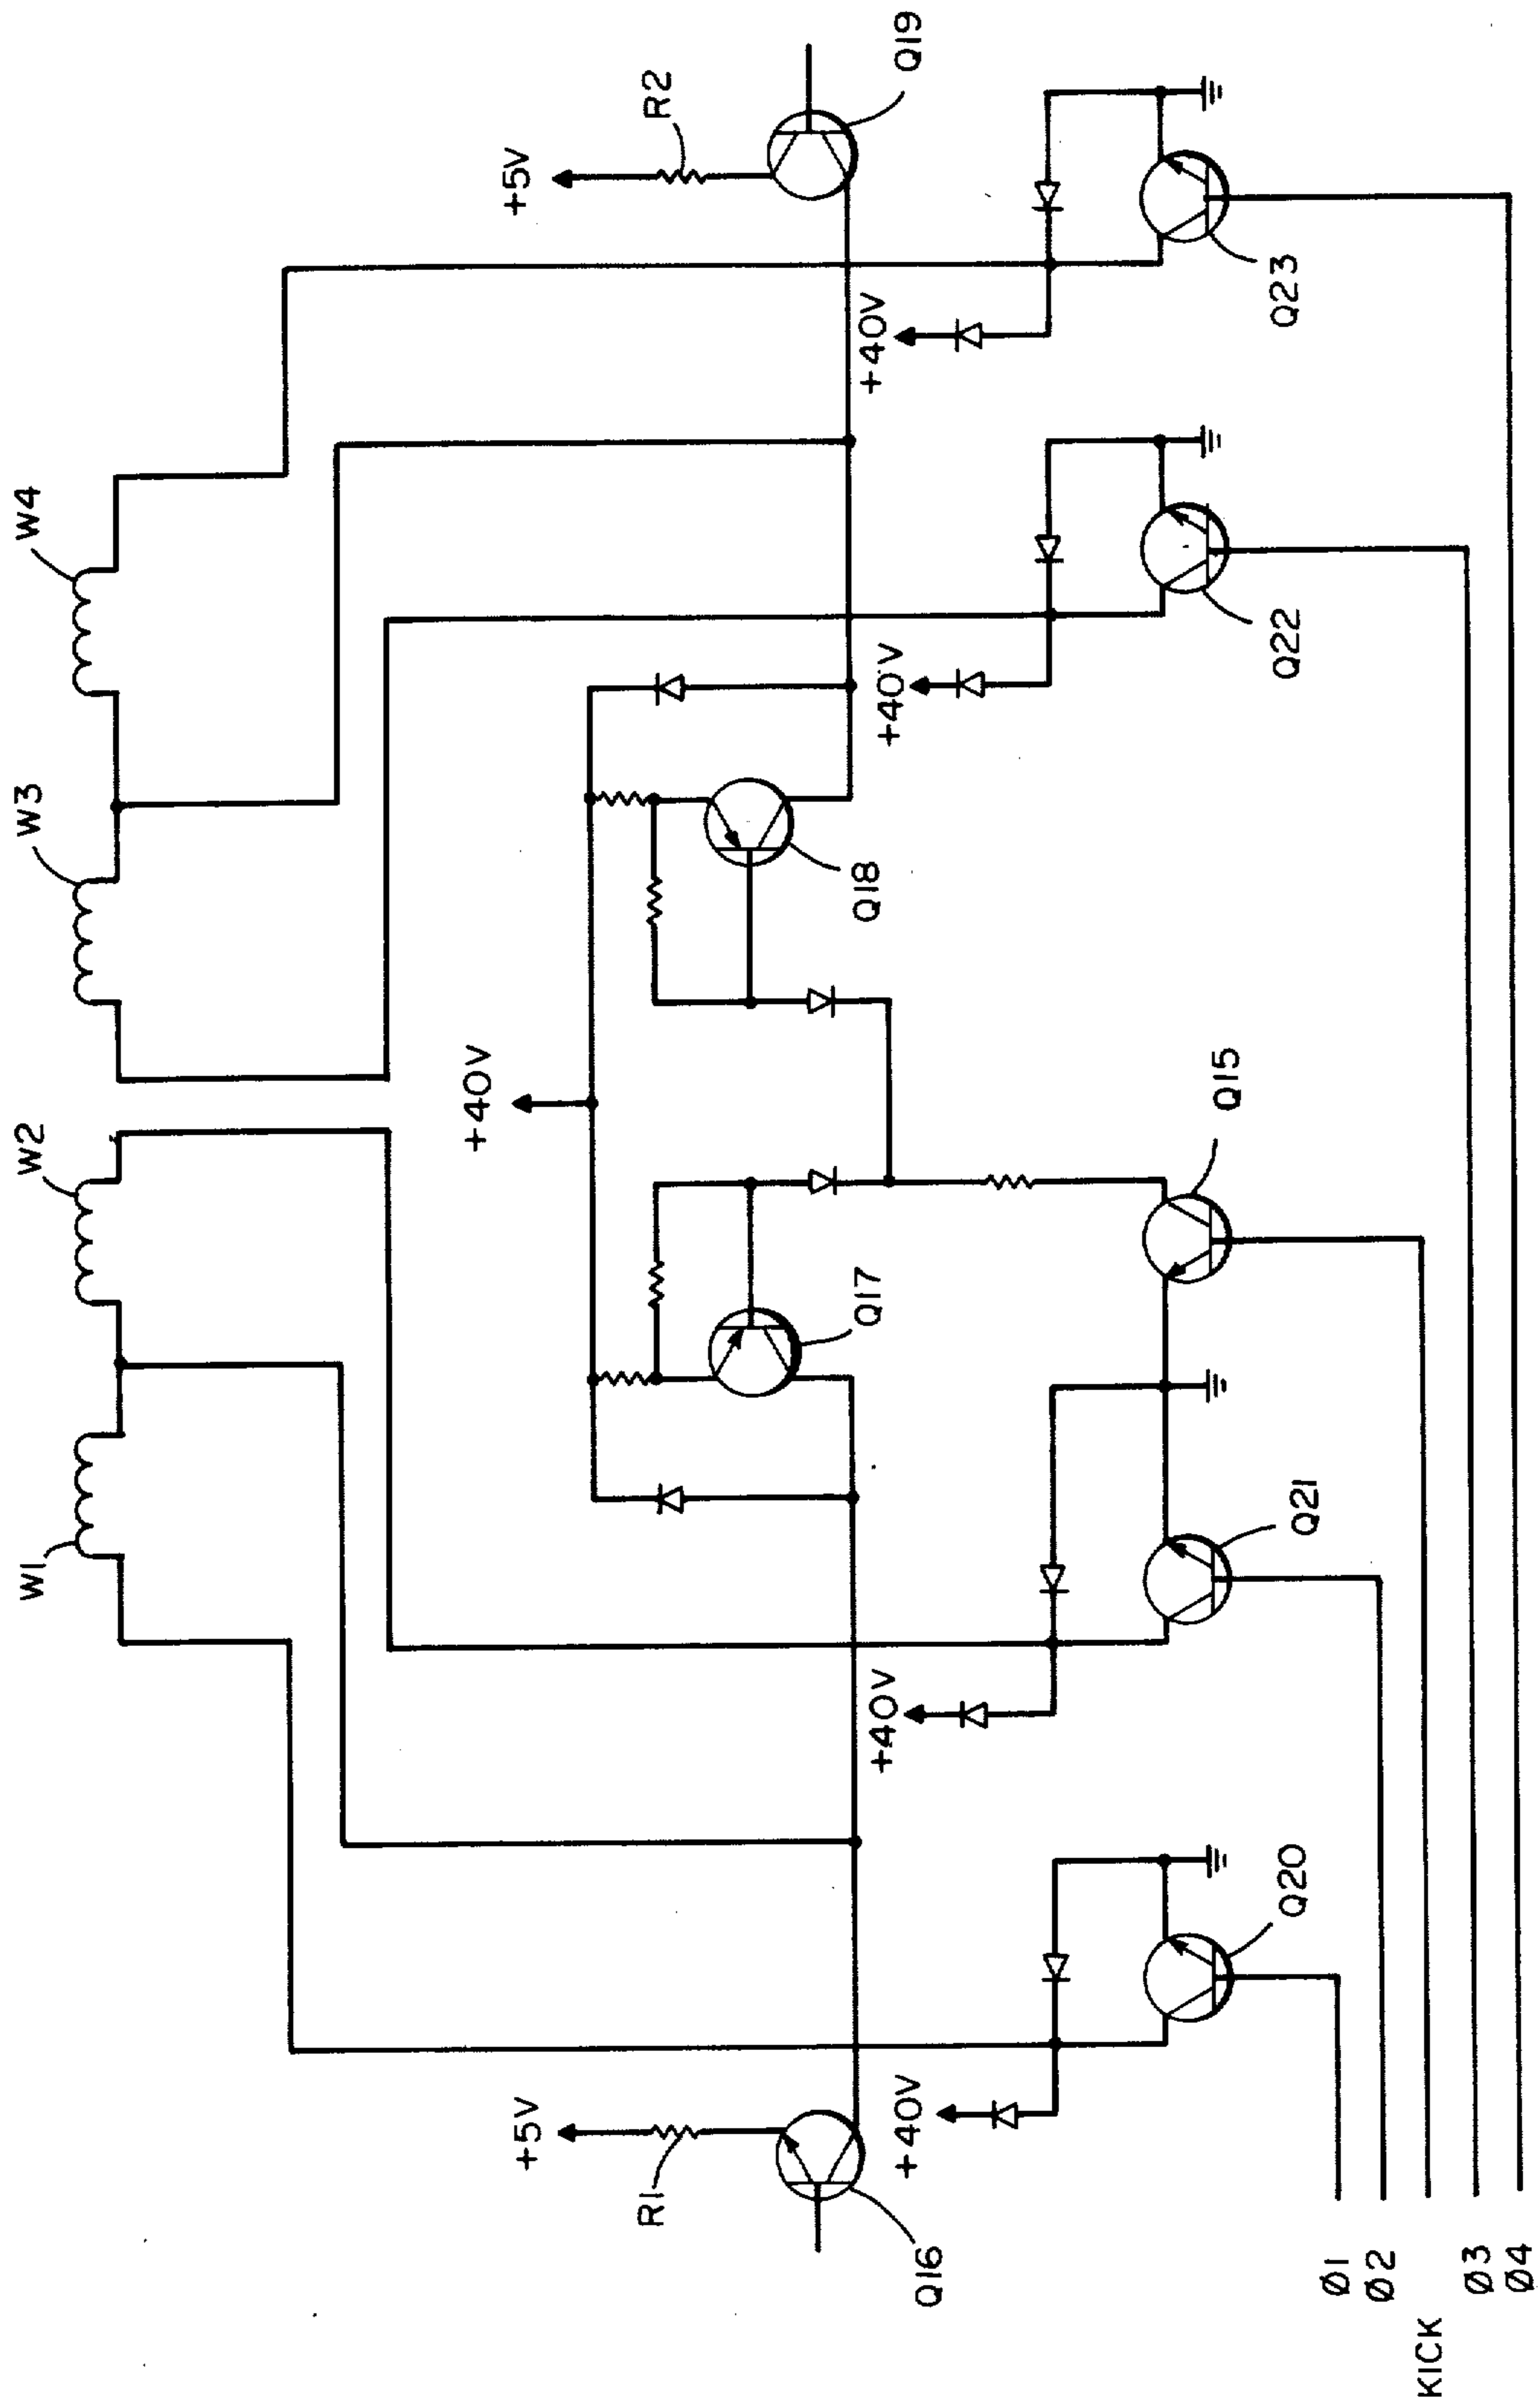 W1
W2
W3
W4
+40V
+5V
R1
Q16
+40V
Q20
+40V
Q21
Q17
Q15
Q18
+40V
Q22
+40V
Q23
+5V
R2
Q19
Ø1
Ø2
KICK
Ø3
Ø4